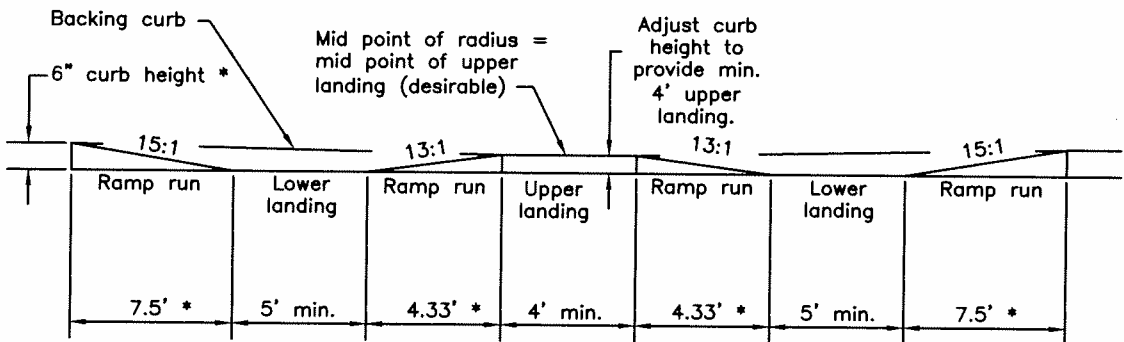 Backing curb
6" curb height *
Mid point of radius =
mid point of upper
landing (desirable)
Adjust curb
height to
provide min.
4' upper
landing.
15:1
13:1
13:1
15:1
Ramp run
Lower
landing
Ramp run
Upper
landing
Ramp run
Lower
landing
Ramp run
7.5' *
5' min.
4.33' *
4' min.
4.33' *
5' min.
7.5' *